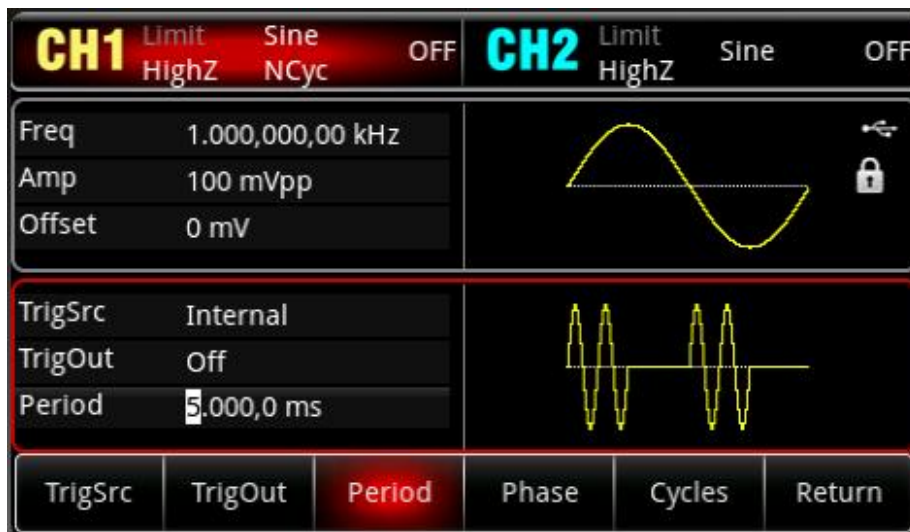 CH1 Limit Sine OFF CH2 Limit Sine OFF
HighZ NCyc HighZ
Freq 1.000,000,00 kHz
Amp 100 mVpp
Offset 0 mV
TrigSrc Internal
TrigOut Off
Period 5.000,0 ms
TrigSrc TrigOut Period Phase Cycles Return